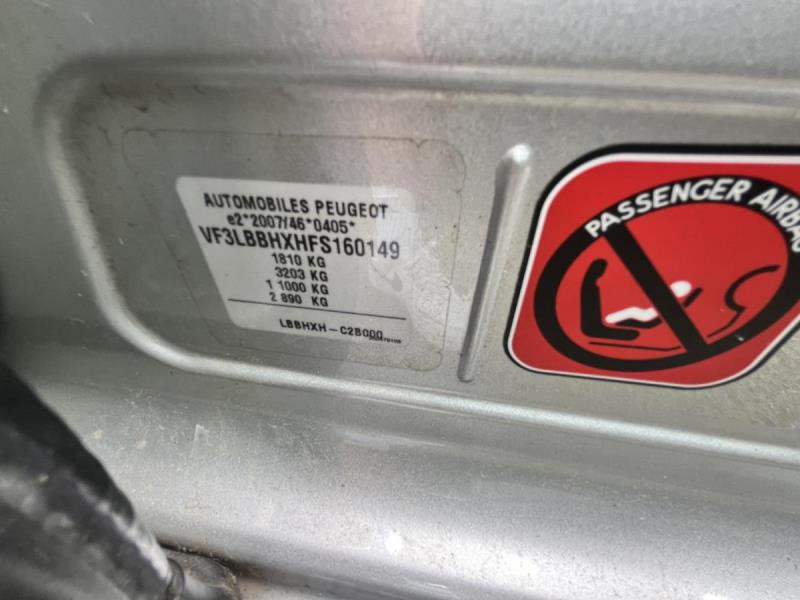 AUTOMOBILES PEUGEOT
e2*2007/46*0405*
VF3LBBHXHFS160149
1810 KG
3203 KG
1 1000 KG
2 890 KG
LBBHXH - C2B000
PASSENGER AIRBAG